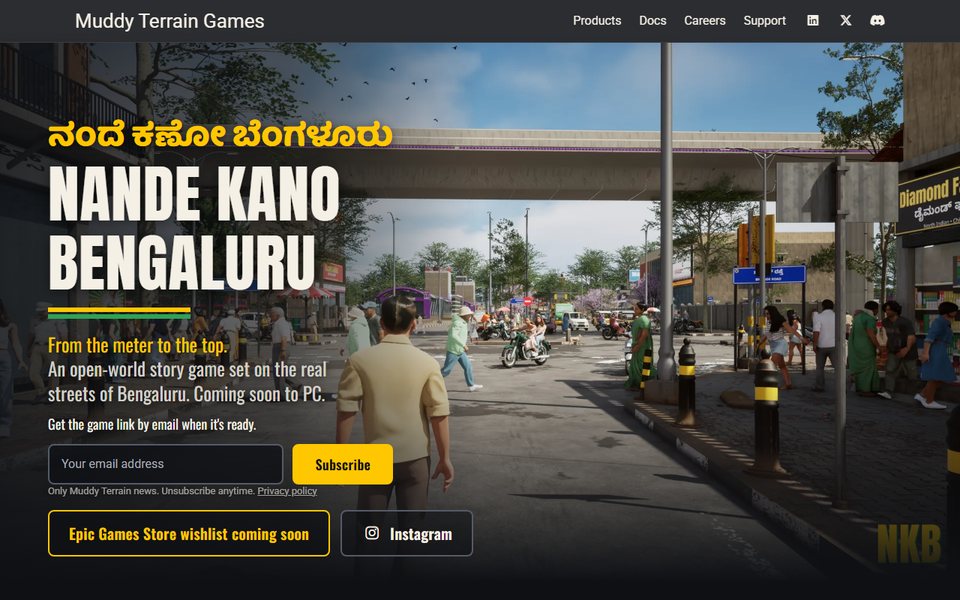 Muddy Terrain Games
Products Docs Careers Support
ನಂದೆ ಕಣೋ ಬೆಂಗಳೂರು
NANDE KANO
BENGALURU
From the meter to the top.
An open-world story game set on the real
streets of Bengaluru. Coming soon to PC.
Get the game link by email when it's ready.
Your email address
Subscribe
Only Muddy Terrain news. Unsubscribe anytime. Privacy policy
Epic Games Store wishlist coming soon
Instagram
Diamond
ಡೈಮಂಡ್
NKB